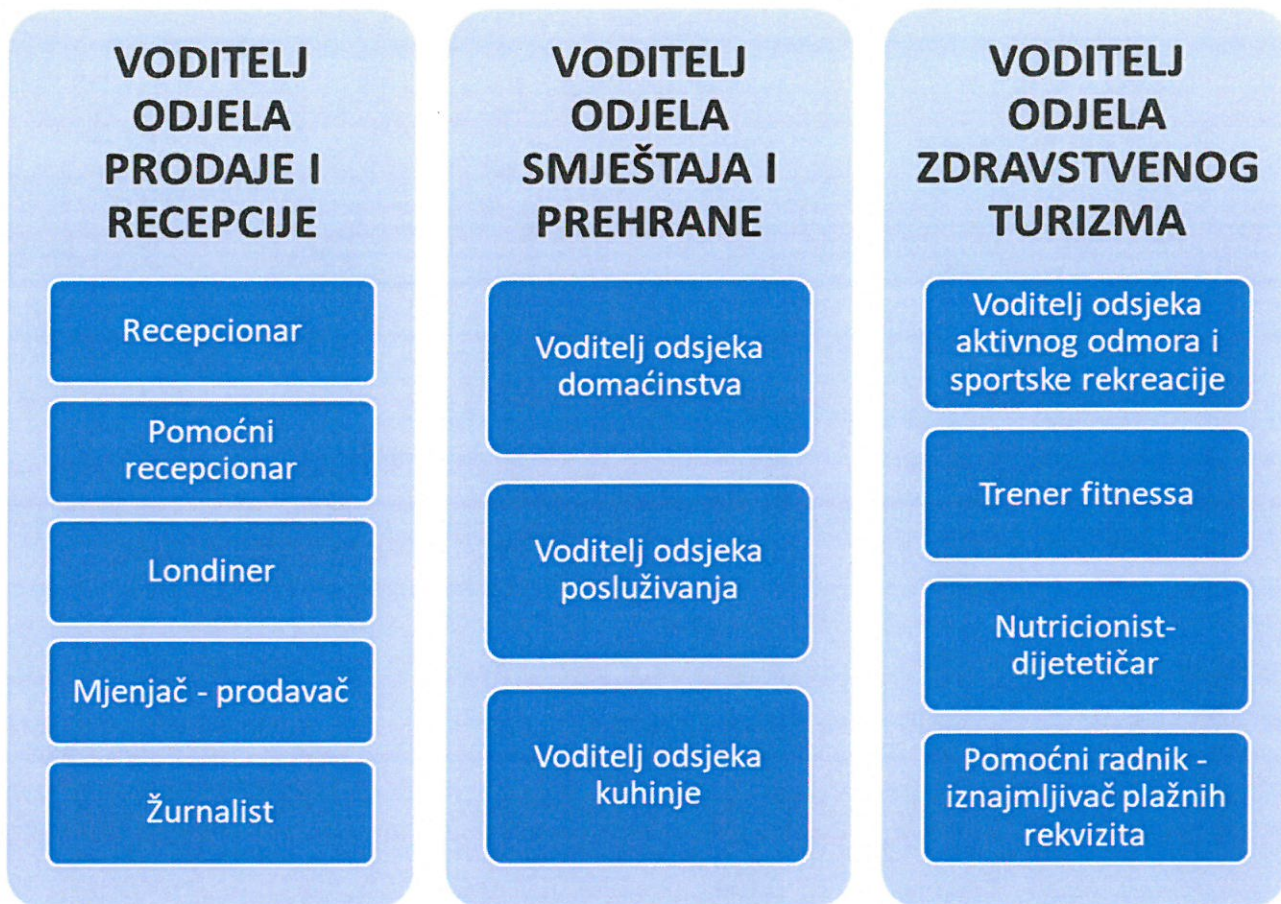 VODITELJ
ODJELA
PRODAJE I
RECEPCIJE
Recepcionar
Pomoćni
recepcionar
Londiner
Mjenjač - prodavač
Žurnalist
VODITELJ
ODJELA
SMJEŠTAJA I
PREHRANE
Voditelj odsjeka
domaćinstva
Voditelj odsjeka
posluživanja
Voditelj odsjeka
kuhinje
VODITELJ
ODJELA
ZDRAVSTVENOG
TURIZMA
Voditelj odsjeka
aktivnog odmora i
sportske rekreacije
Trener fitnessa
Nutricionist-
dijetetičar
Pomoćni radnik -
iznajmljivač plažnih
rekvizita